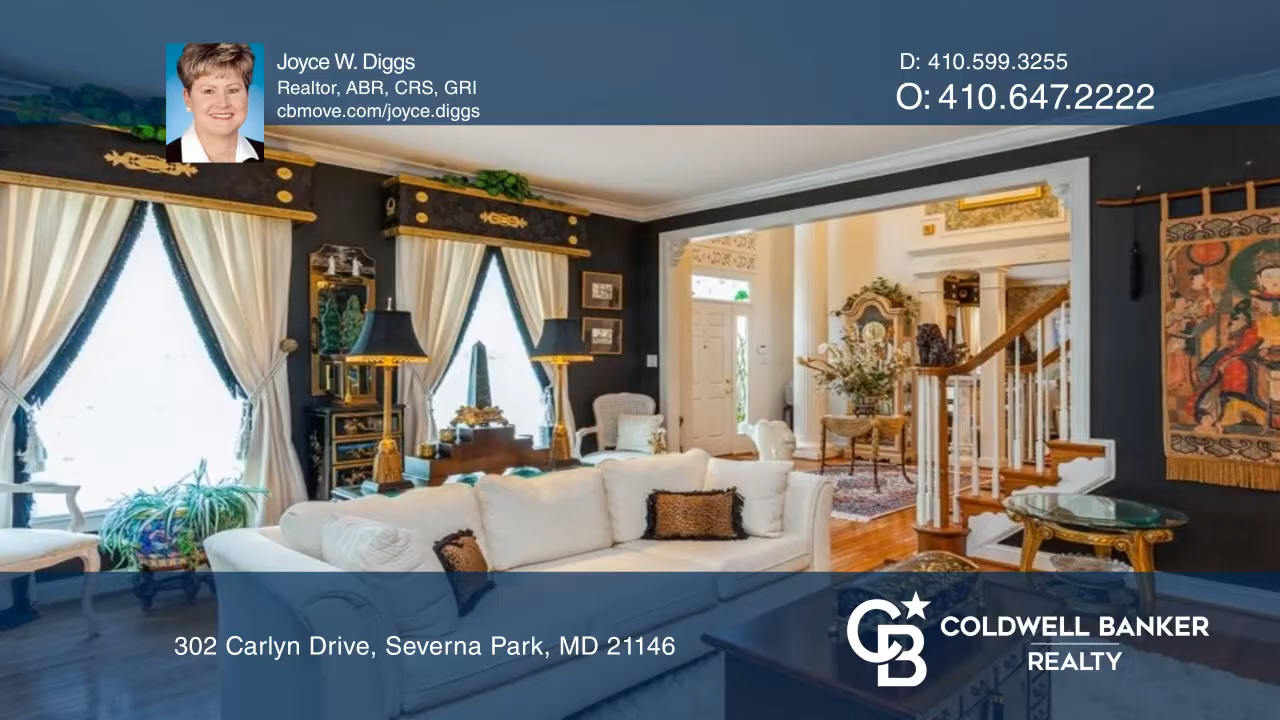 Joyce W. Diggs
Realtor, ABR, CRS, GRI
cbmove.com/joyce.diggs
D: 410.599.3255
O: 410.647.2222
302 Carlyn Drive, Severna Park, MD 21146
CB
COLDWELL BANKER
REALTY